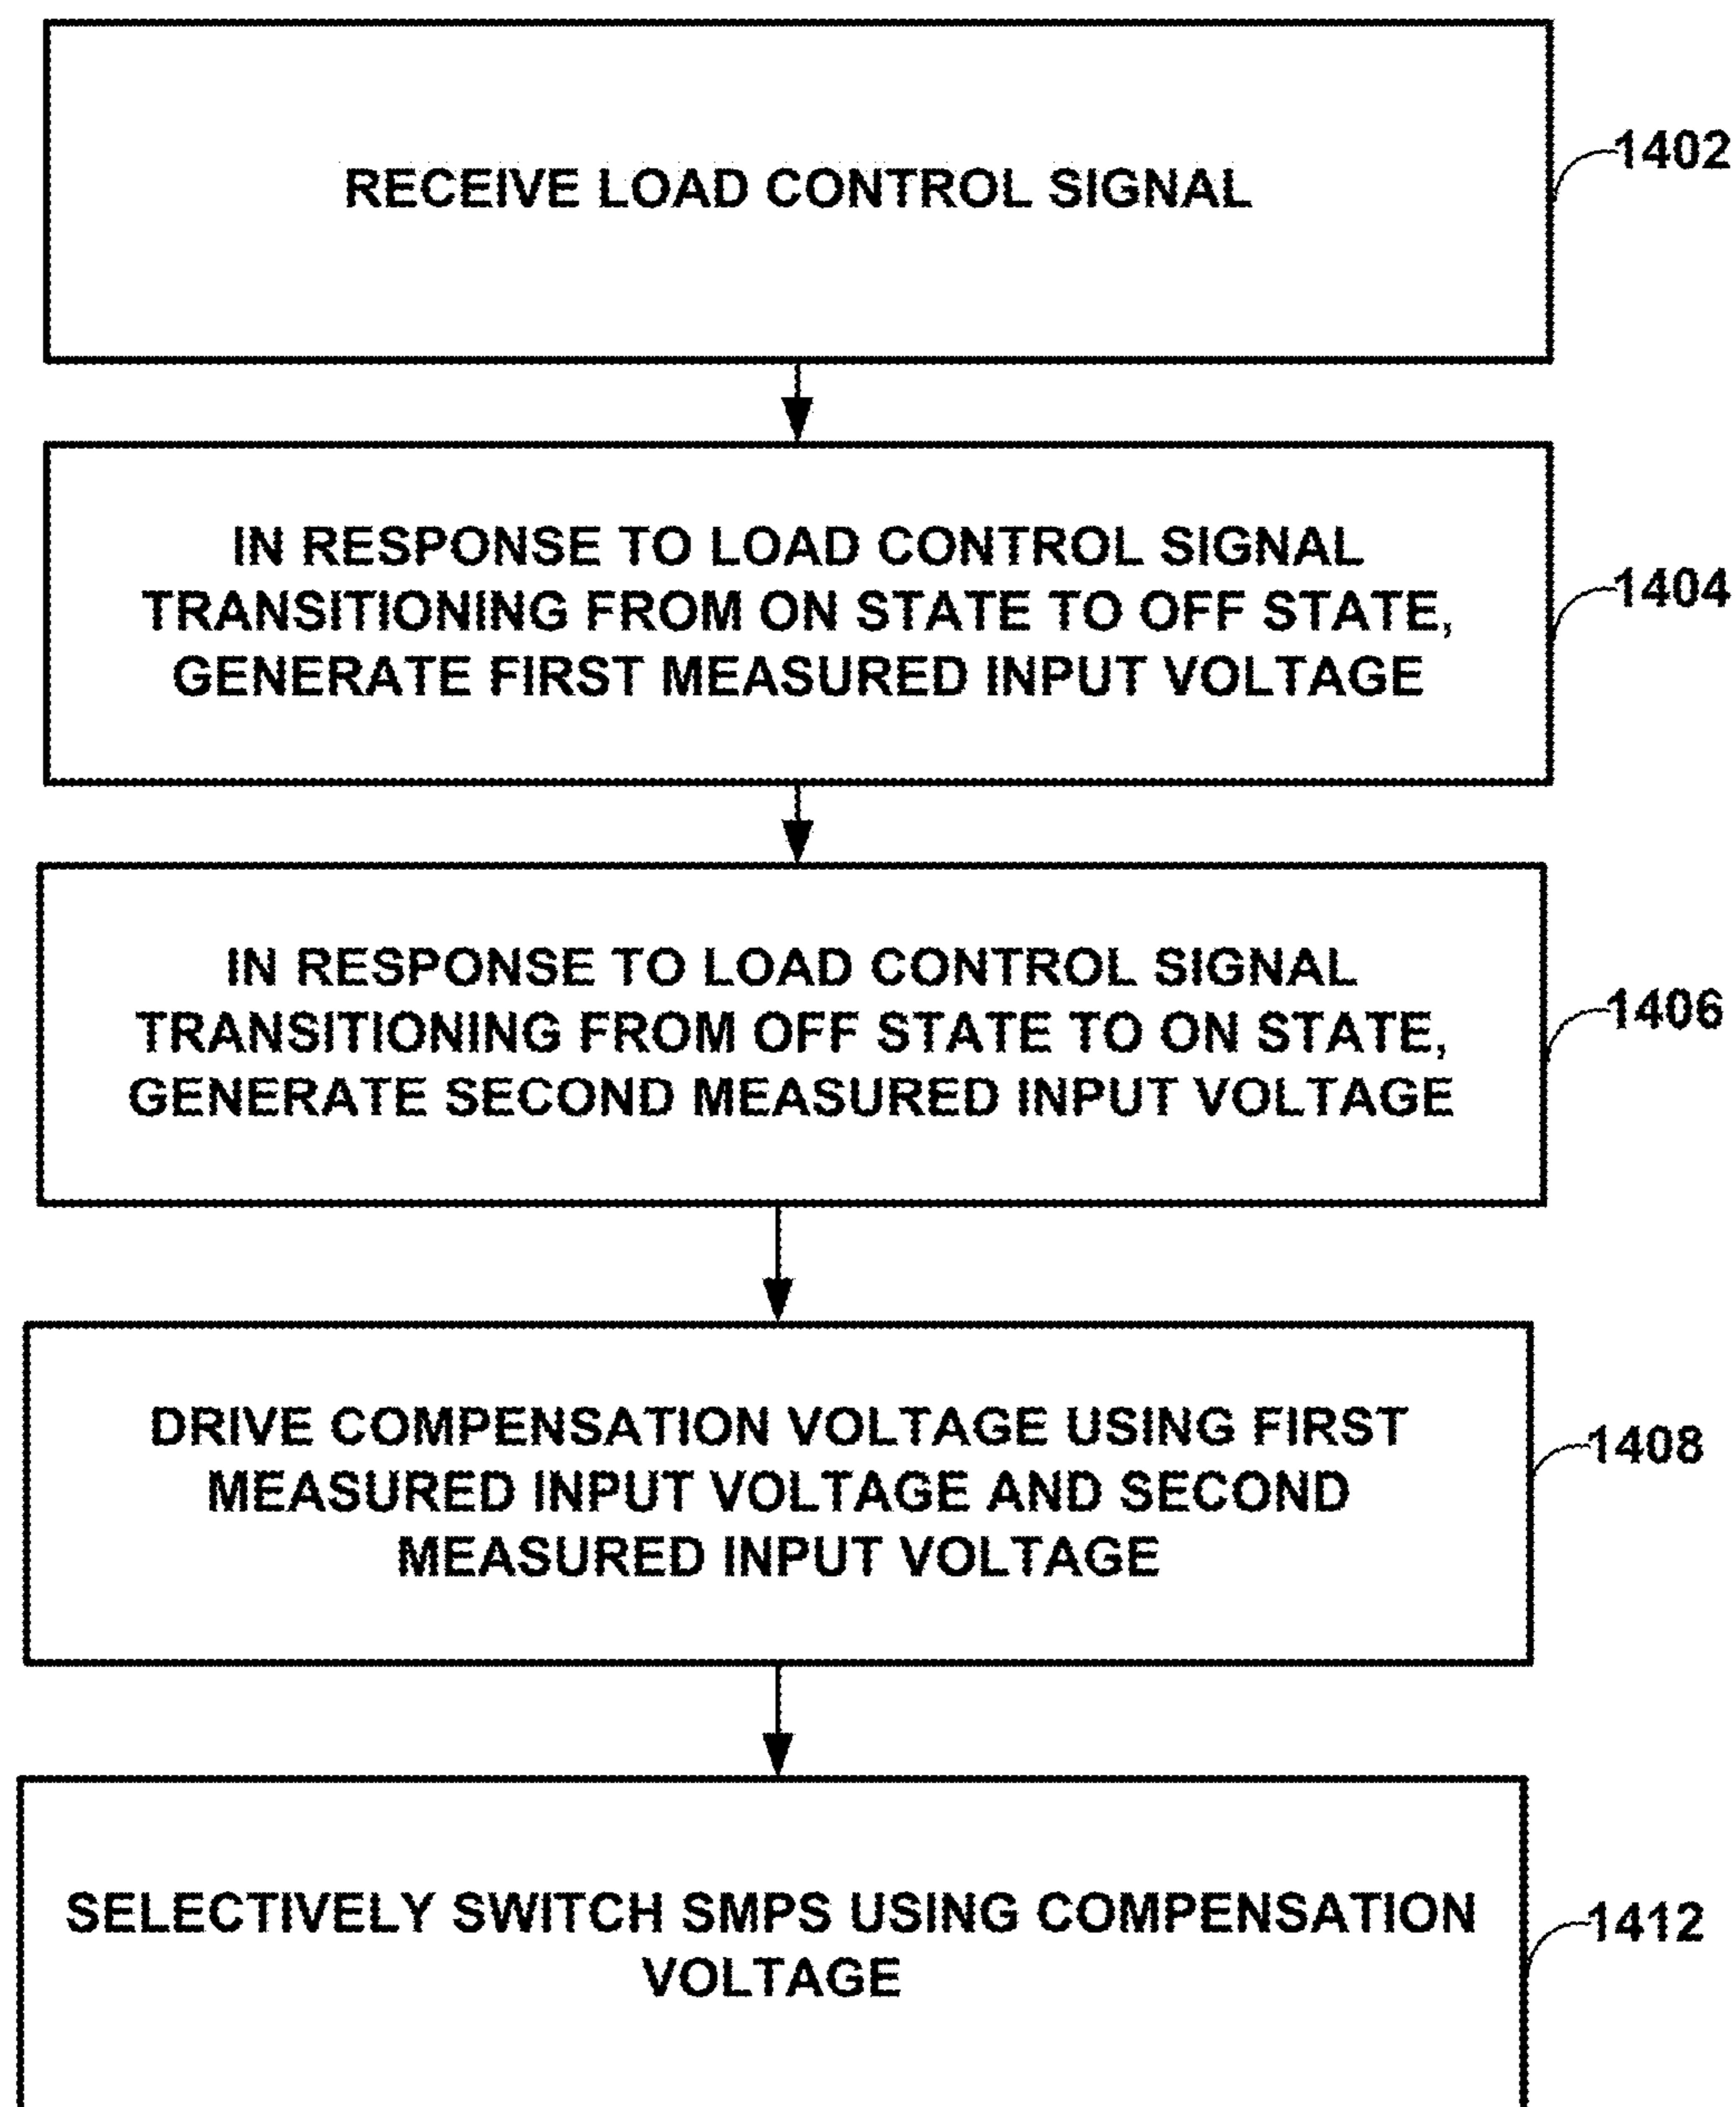 RECEIVE LOAD CONTROL SIGNAL
1402
IN RESPONSE TO LOAD CONTROL SIGNAL
TRANSITIONING FROM ON STATE TO OFF STATE,
GENERATE FIRST MEASURED INPUT VOLTAGE
1404
IN RESPONSE TO LOAD CONTROL SIGNAL
TRANSITIONING FROM OFF STATE TO ON STATE,
GENERATE SECOND MEASURED INPUT VOLTAGE
1406
DRIVE COMPENSATION VOLTAGE USING FIRST
MEASURED INPUT VOLTAGE AND SECOND
MEASURED INPUT VOLTAGE
1408
SELECTIVELY SWITCH SMPS USING COMPENSATION
VOLTAGE
1412